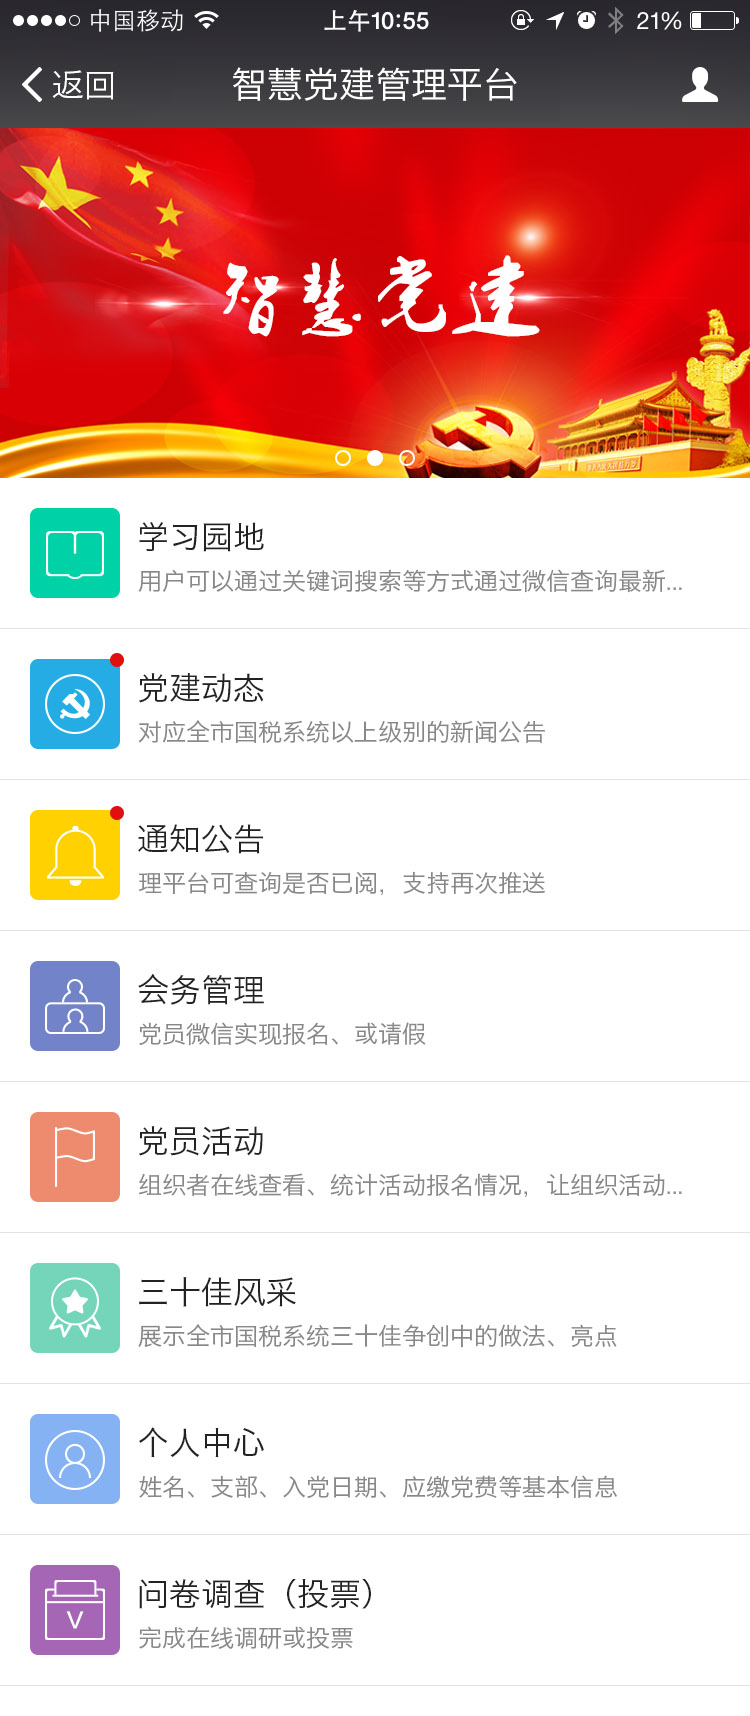 中国移动 上午10:55 21%
返回 智慧党建管理平台
智慧党建
学习园地
用户可以通过关键词搜索等方式通过微信查询最新...
党建动态
对应全市国税系统以上级别的新闻公告
通知公告
理平台可查询是否已阅，支持再次推送
会务管理
党员微信实现报名、或请假
党员活动
组织者在线查看、统计活动报名情况，让组织活动...
三十佳风采
展示全市国税系统三十佳争创中的做法、亮点
个人中心
姓名、支部、入党日期、应缴党费等基本信息
问卷调查（投票）
完成在线调研或投票